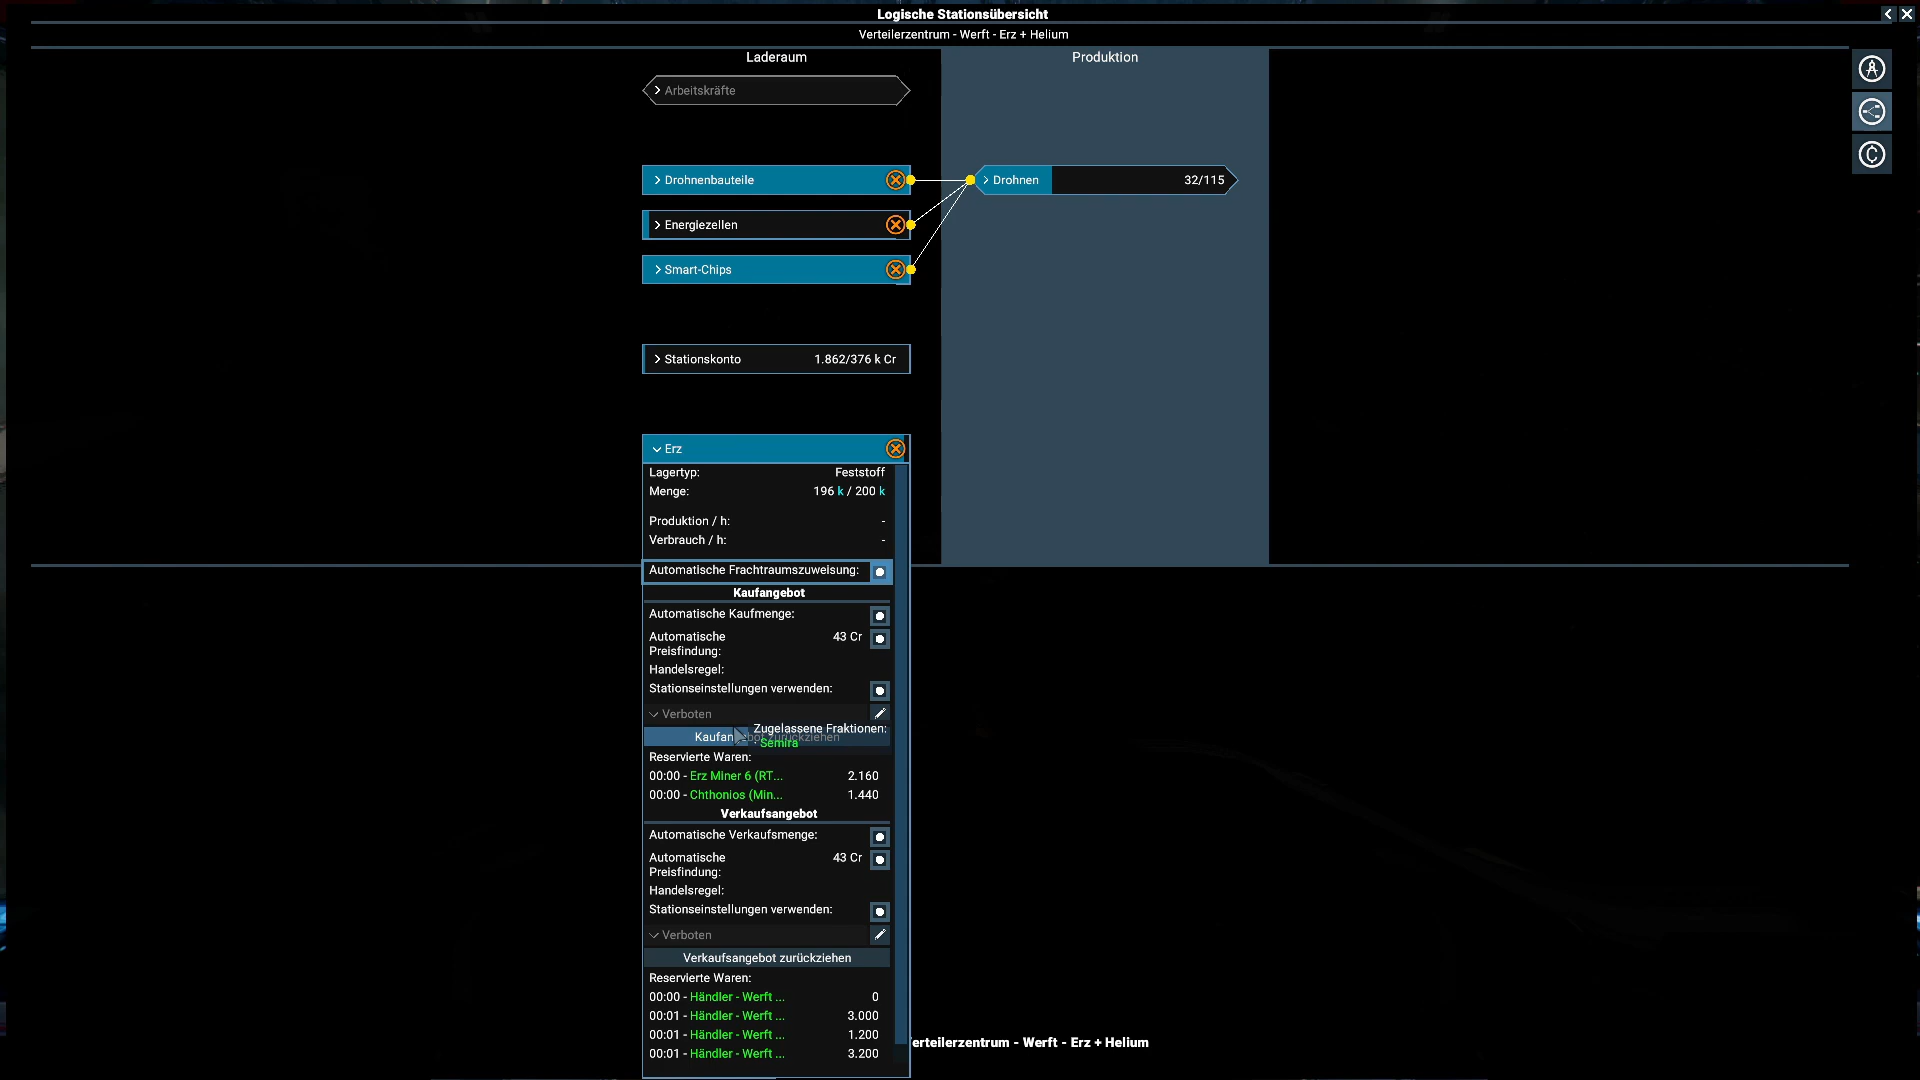 Logische Stationsübersicht
Verteilerzentrum - Werft - Erz + Helium
Laderaum
Produktion
Arbeitskräfte
Drohnenbauteile
Drohnen 32/115
Energiezellen
Smart-Chips
Stationskonto 1.862/376 k Cr
Erz
Lagertyp: Feststoff
Menge: 196 k / 200 k
Produktion / h: -
Verbrauch / h: -
Automatische Frachtraumszuweisung:
Kaufangebot
Automatische Kaufmenge:
Automatische 43 Cr
Preisfindung:
Handelsregel:
Stationseinstellungen verwenden:
Verboten
Zugelassene Fraktionen:
Kaufangebot zurückziehen
Semira
Reservierte Waren:
00:00 - Erz Miner 6 (RT... 2.160
00:00 - Chthonios (Min... 1.440
Verkaufsangebot
Automatische Verkaufsmenge:
Automatische 43 Cr
Preisfindung:
Handelsregel:
Stationseinstellungen verwenden:
Verboten
Verkaufsangebot zurückziehen
Reservierte Waren:
00:00 - Händler - Werft ... 0
00:01 - Händler - Werft ... 3.000
00:01 - Händler - Werft ... 1.200
erteilerzentrum - Werft - Erz + Helium
00:01 - Händler - Werft ... 3.200